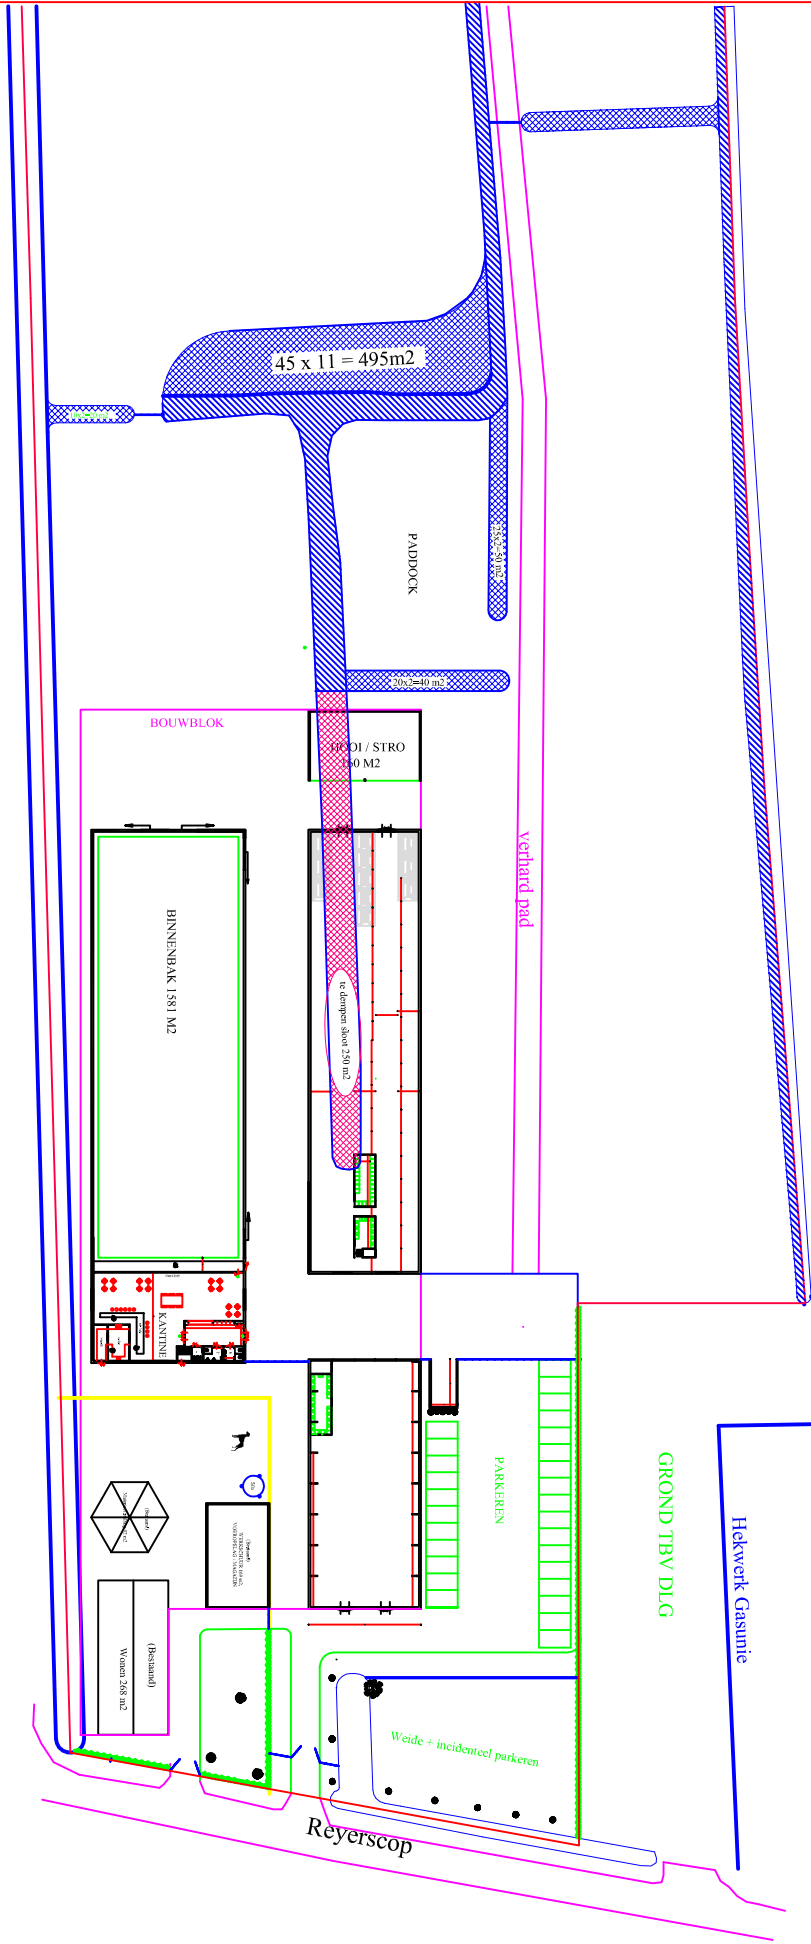 45 x 11 = 495m2
25x2=50 m2
PADDOCK
20x2=40 m2
BOUWBLOK
HOOI / STRO
160 M2
verhard pad
BINNENBAK 1581 M2
te dempen sloot 250 m2
KANTINE
PARKEREN
GROND TBV DLG
Hekwerk Gasunie
(Bestaand)
(Bestaand)
(Bestaand)
Wonen 268 m2
Weide + incidenteel parkeren
Reyerscop